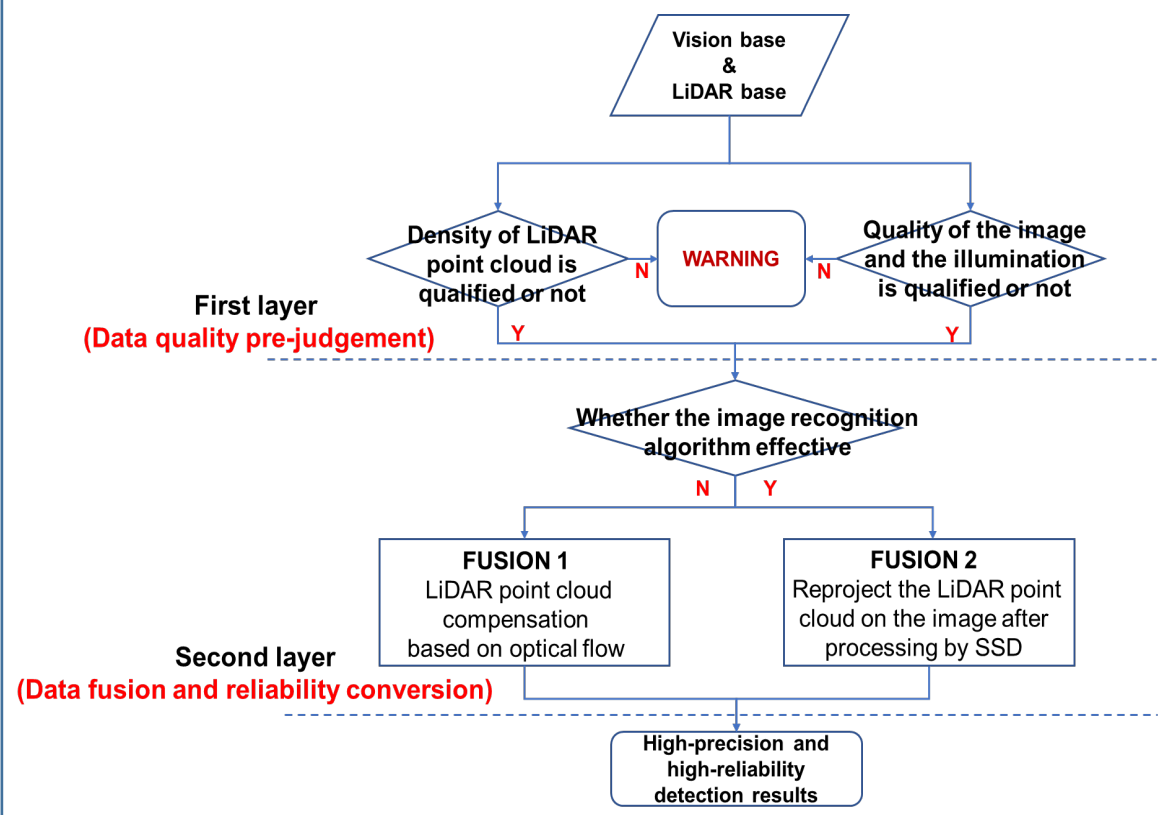 Vision base
&
LiDAR base
Density of LiDAR
point cloud is
qualified or not
N
WARNING
N
Quality of the image
and the illumination
is qualified or not
First layer
(Data quality pre-judgement)
Y
Y
Whether the image recognition
algorithm effective
N
Y
FUSION 1
LiDAR point cloud
compensation
based on optical flow
FUSION 2
Reproject the LiDAR point
cloud on the image after
processing by SSD
Second layer
(Data fusion and reliability conversion)
High-precision and
high-reliability
detection results